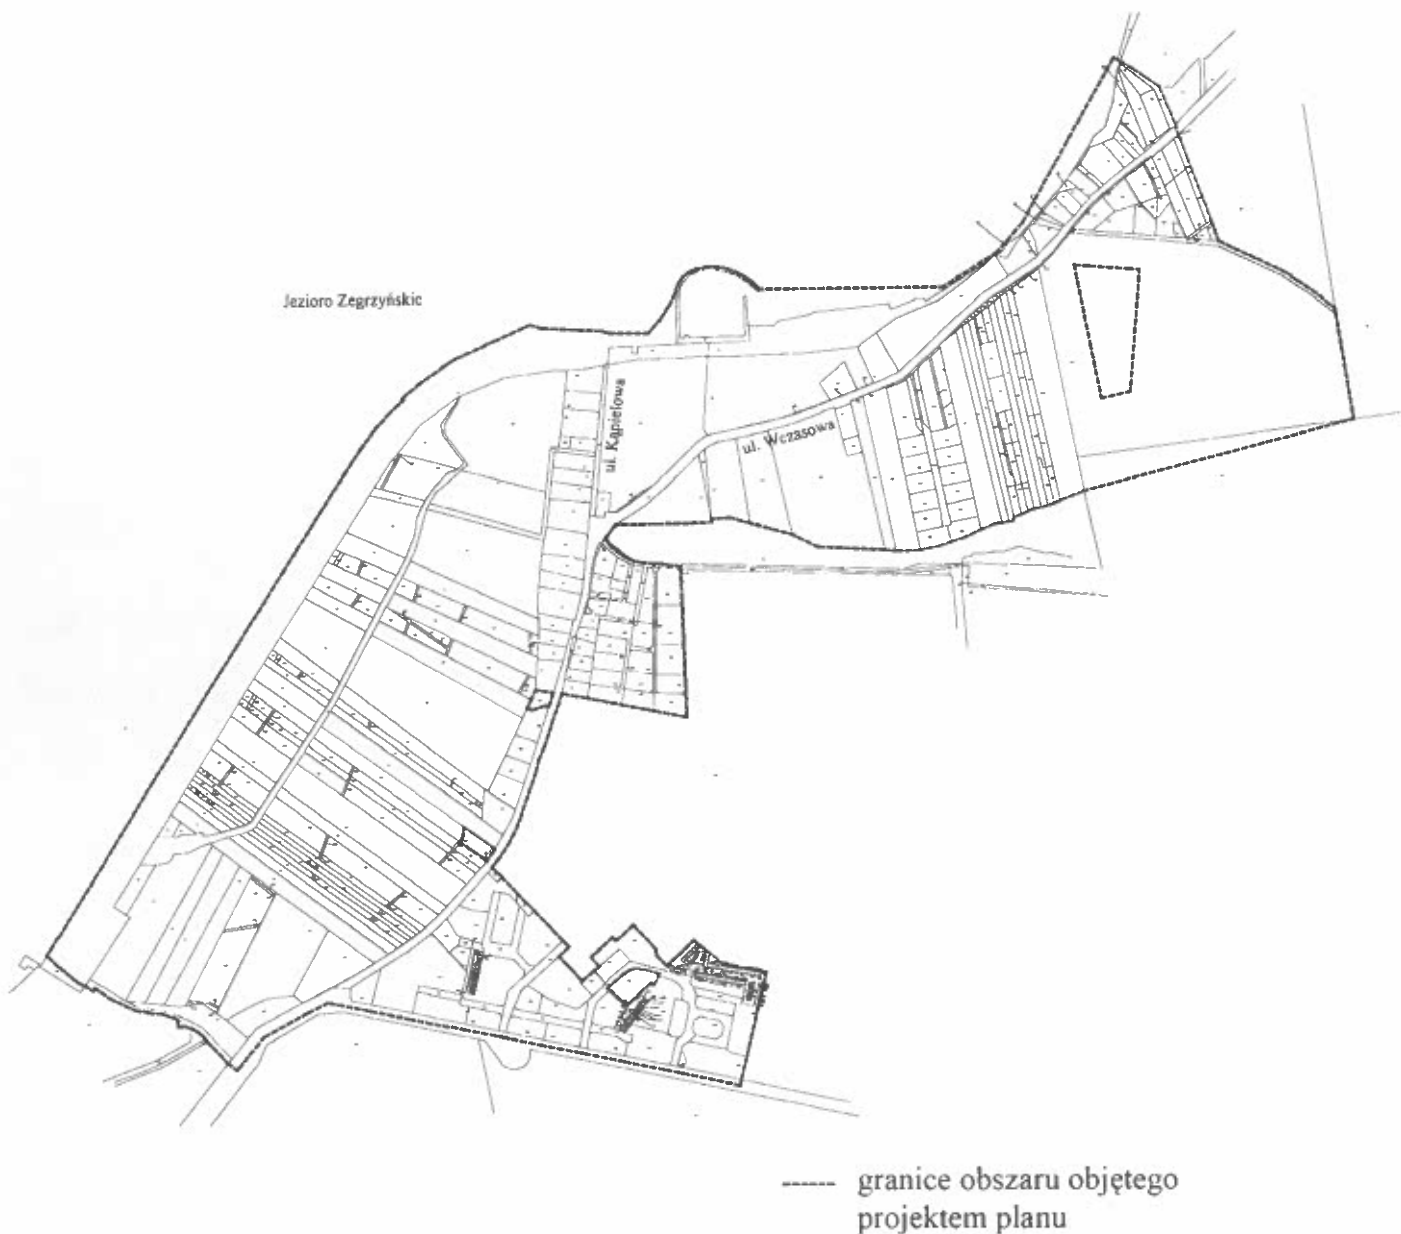 Jezioro Zegrzyńskie
ul. Kąpielowa
ul. Wczasowa
granice obszaru objętego
projektem planu